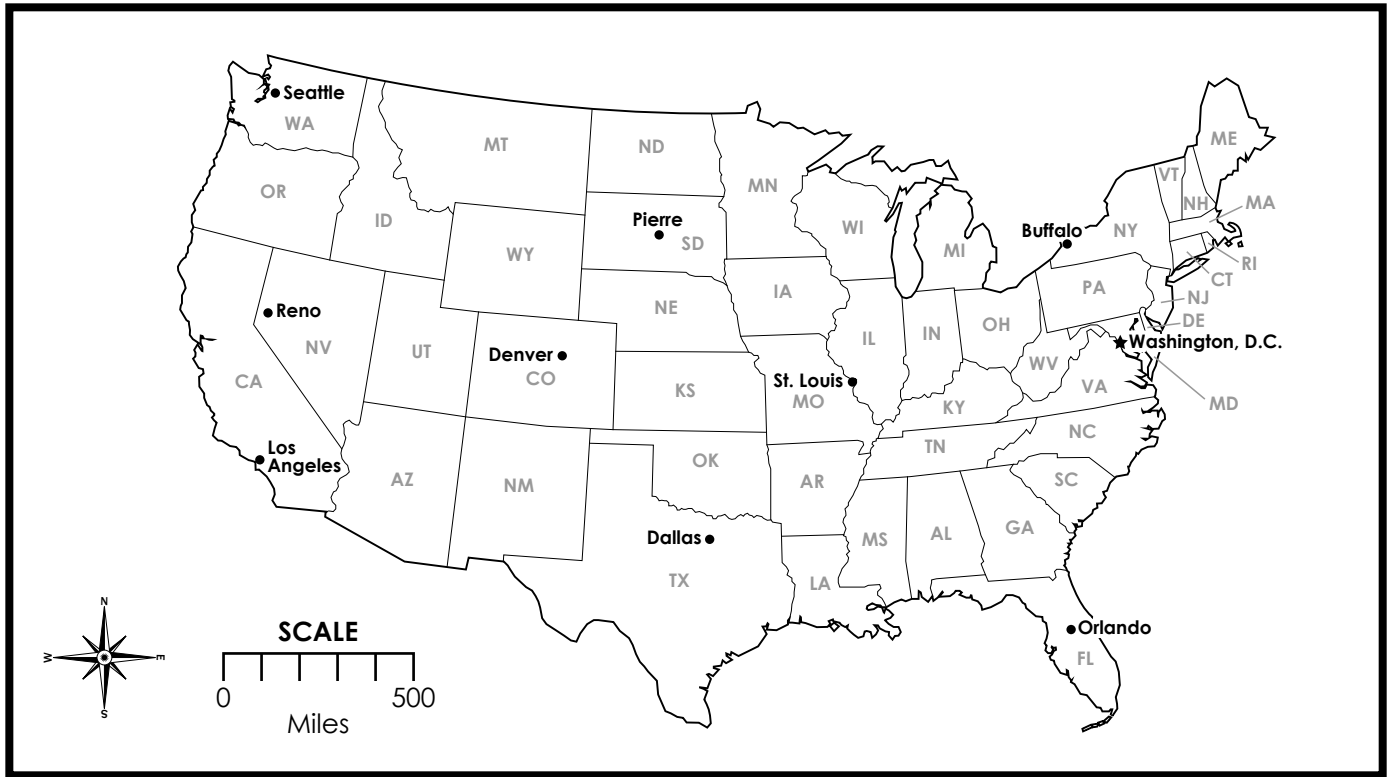 Seattle
WA
MT
ND
MN
ME
VT
NH
MA
OR
ID
WY
Pierre
SD
WI
MI
Buffalo
NY
RI
CT
Reno
NV
UT
Denver
CO
NE
IA
IL
IN
OH
PA
NJ
DE
Washington, D.C.
CA
KS
St. Louis
MO
KY
WV
VA
MD
Los
Angeles
AZ
NM
OK
AR
TN
NC
SC
Dallas
TX
LA
MS
AL
GA
Orlando
FL
N
W
E
S
SCALE
0
500
Miles